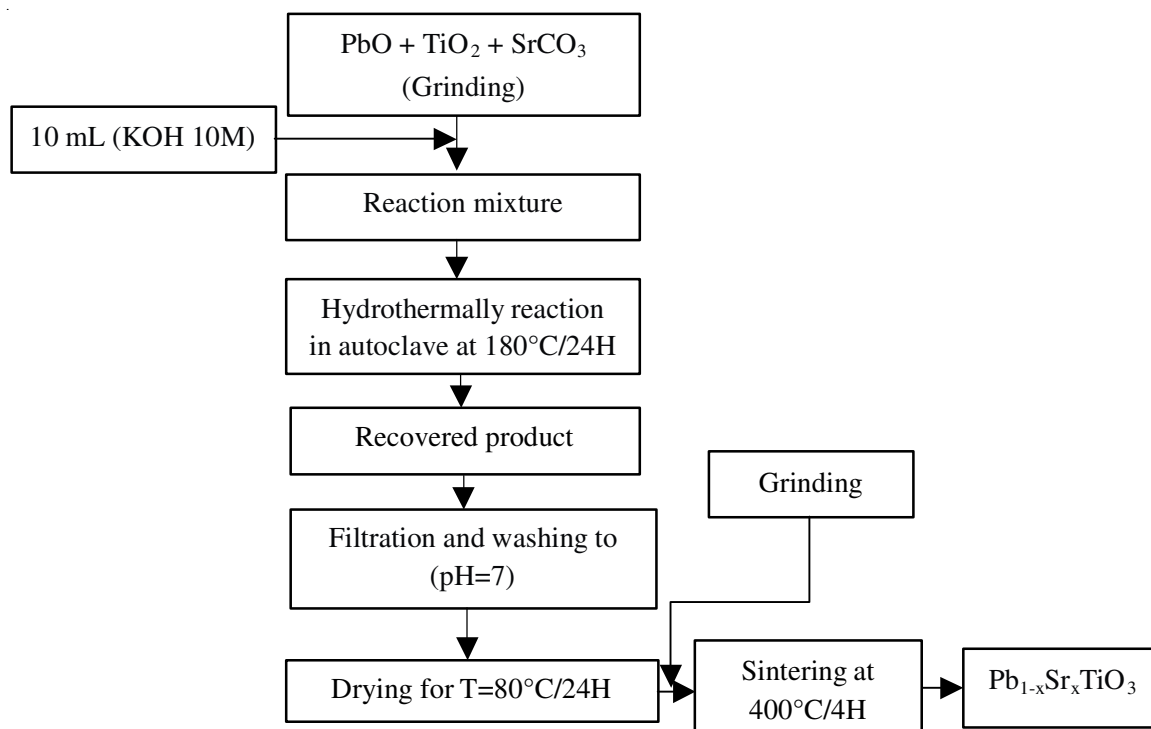 PbO + TiO₂ + SrCO₃
(Grinding)
10 mL (KOH 10M)
Reaction mixture
Hydrothermally reaction
in autoclave at 180°C/24H
Recovered product
Grinding
Filtration and washing to
(pH=7)
Drying for T=80°C/24H
Sintering at
400°C/4H
Pb₁₋ₓSrₓTiO₃